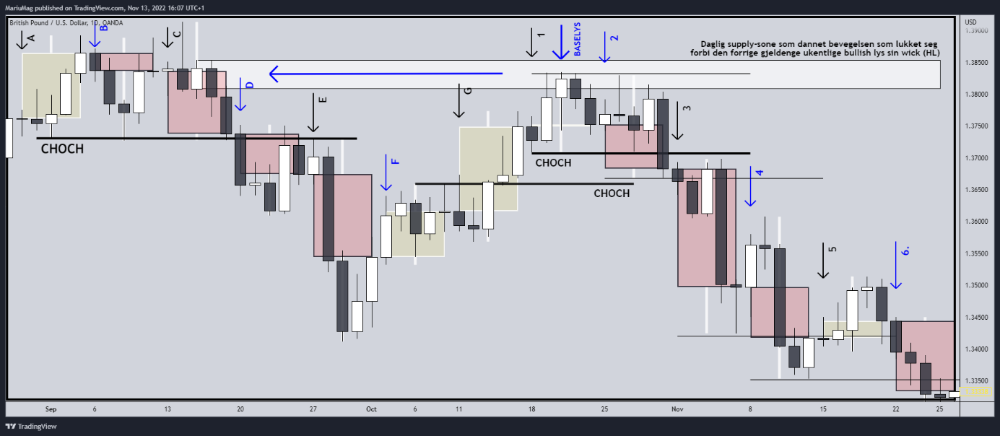 MariuMag published on TradingView.com, Nov 13, 2022 16:07 UTC+1
British Pound / U.S. Dollar, 1D, OANDA
USD
A
B
C
D
E
F
G
1
BASELYS
2
3
4
5
6.
Daglig supply-sone som dannet bevegelsen som lukket seg
forbi den forrige gjeldenge ukentlige bullish lys sin wick (HL)
CHOCH
CHOCH
CHOCH
1.39000
1.38500
1.38000
1.37500
1.37000
1.36500
1.36000
1.35500
1.35000
1.34500
1.34000
1.33500
Sep 6 13 20 27 Oct 6 11 18 25 Nov 8 15 22 25
TradingView